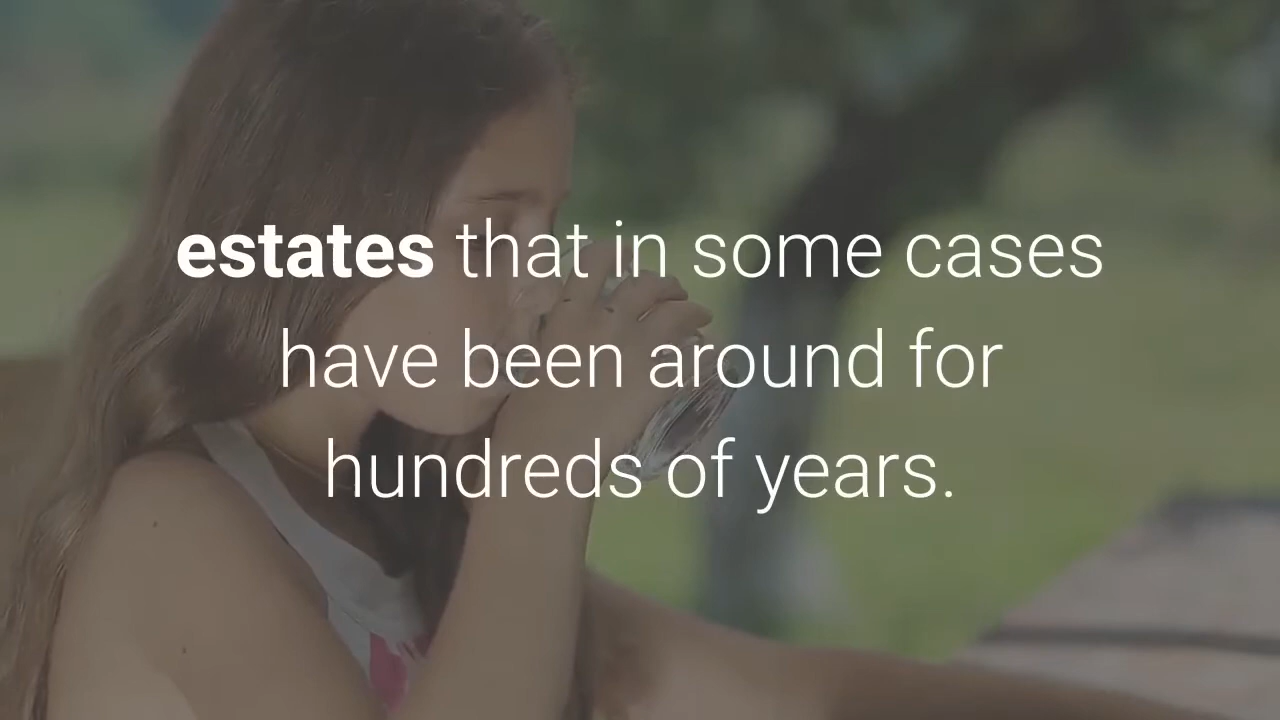 estates that in some cases
have been around for
hundreds of years.